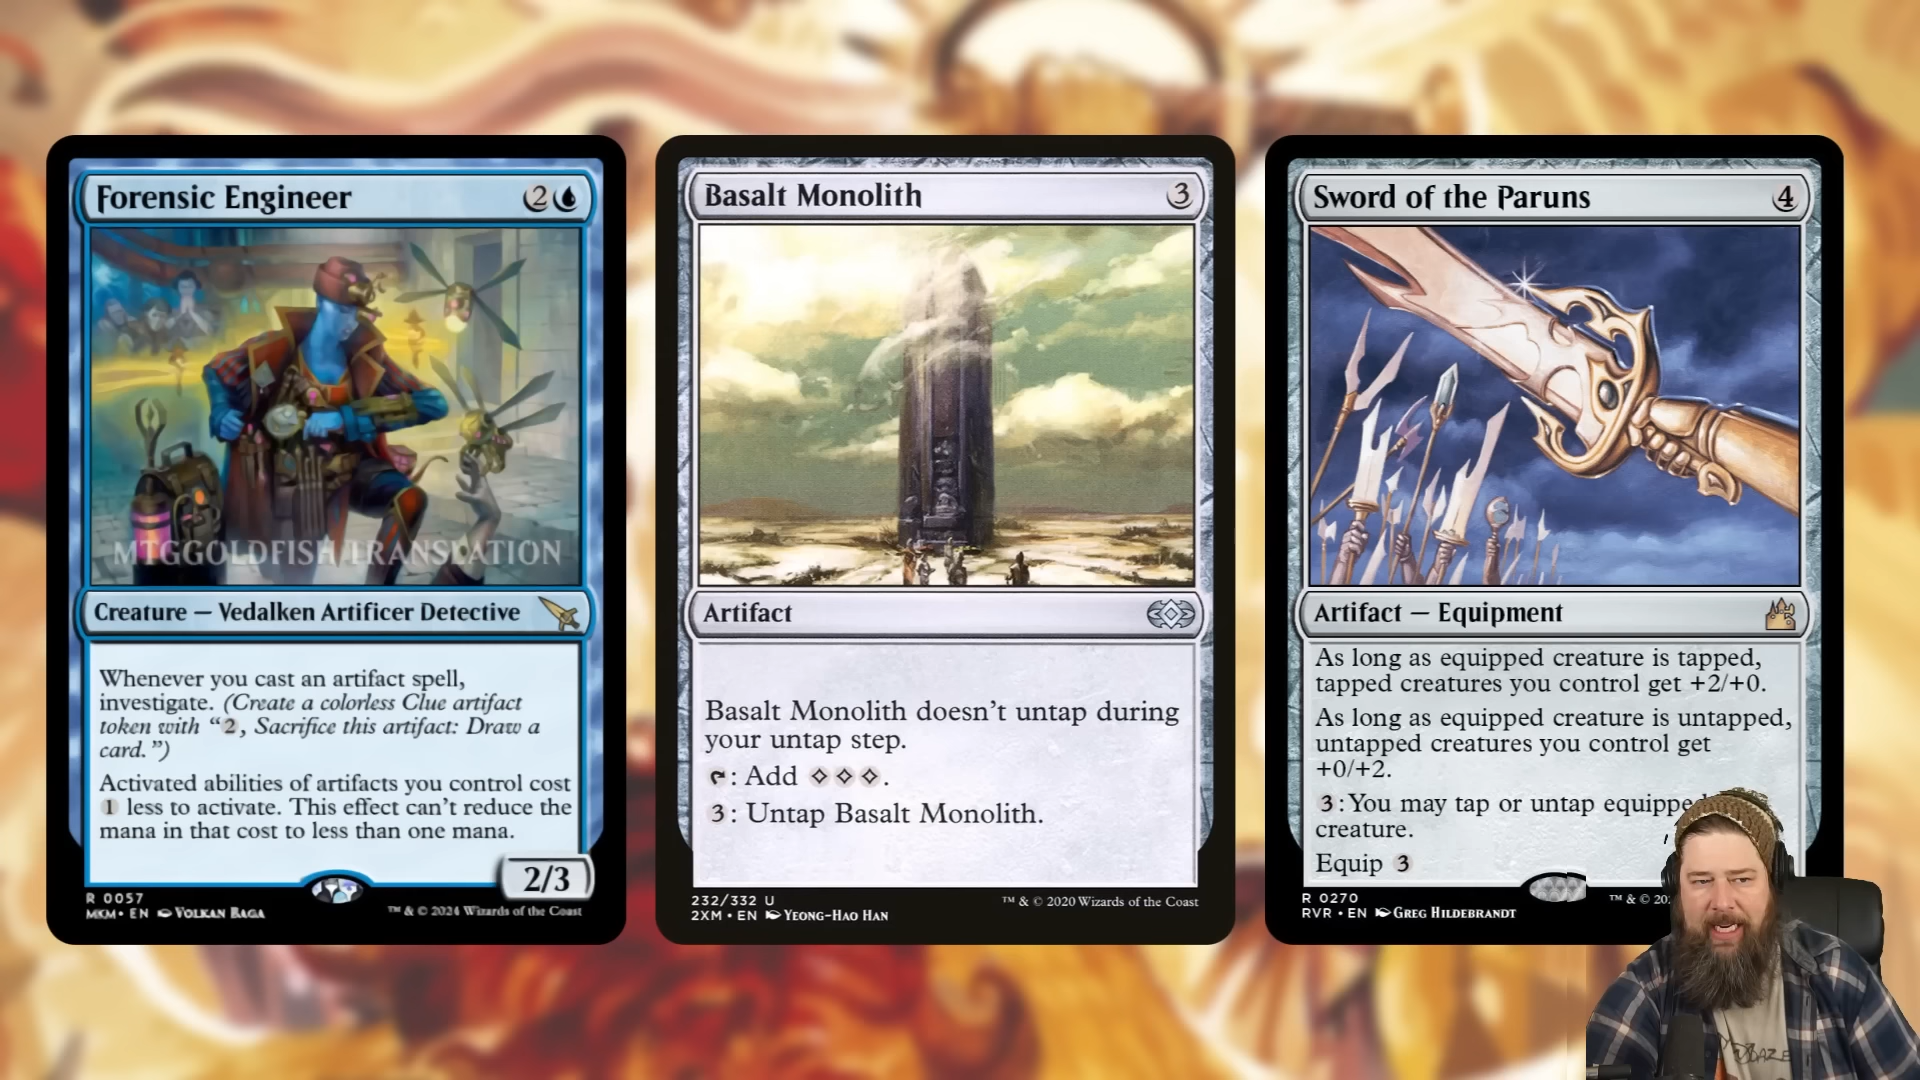 Forensic Engineer 2
MTGGOLDFISH TRANSLATION
Creature — Vedalken Artificer Detective
Whenever you cast an artifact spell,
investigate. (Create a colorless Clue artifact
token with “2, Sacrifice this artifact: Draw a
card.”)
Activated abilities of artifacts you control cost
1 less to activate. This effect can’t reduce the
mana in that cost to less than one mana.
2/3
R 0057
MKM • EN VOLKAN BAGA
™ & © 2024 Wizards of the Coast
Basalt Monolith 3
Artifact
Basalt Monolith doesn’t untap during
your untap step.
: Add .
3: Untap Basalt Monolith.
232/332 U
2XM • EN YEONG-HAO HAN
™ & © 2020 Wizards of the Coast
Sword of the Paruns 4
Artifact — Equipment
As long as equipped creature is tapped,
tapped creatures you control get +2/+0.
As long as equipped creature is untapped,
untapped creatures you control get
+0/+2.
3: You may tap or untap equippe
creature.
Equip 3
R 0270
RVR • EN GREG HILDEBRANDT
™ & © 20